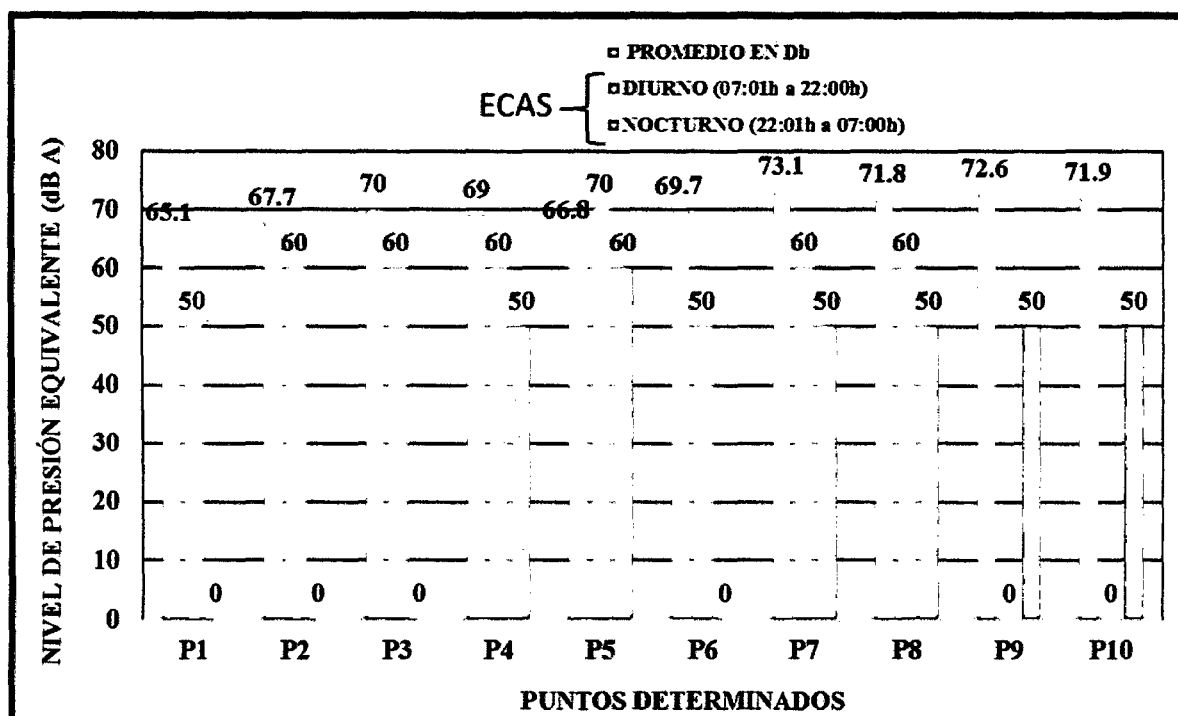 PROMEDIO EN Db
ECAS
DIURNO (07:01h a 22:00h)
NOCTURNO (22:01h a 07:00h)
NIVEL DE PRESIÓN EQUIVALENTE (dB A)
80
70
60
50
40
30
20
10
0
65.1 67.7 70 69 66.8 70 69.7 73.1 71.8 72.6 71.9
60 60 60 60 60 60
50 50 50 50 50 50 50
0 0 0 0 0 0
P1 P2 P3 P4 P5 P6 P7 P8 P9 P10
PUNTOS DETERMINADOS